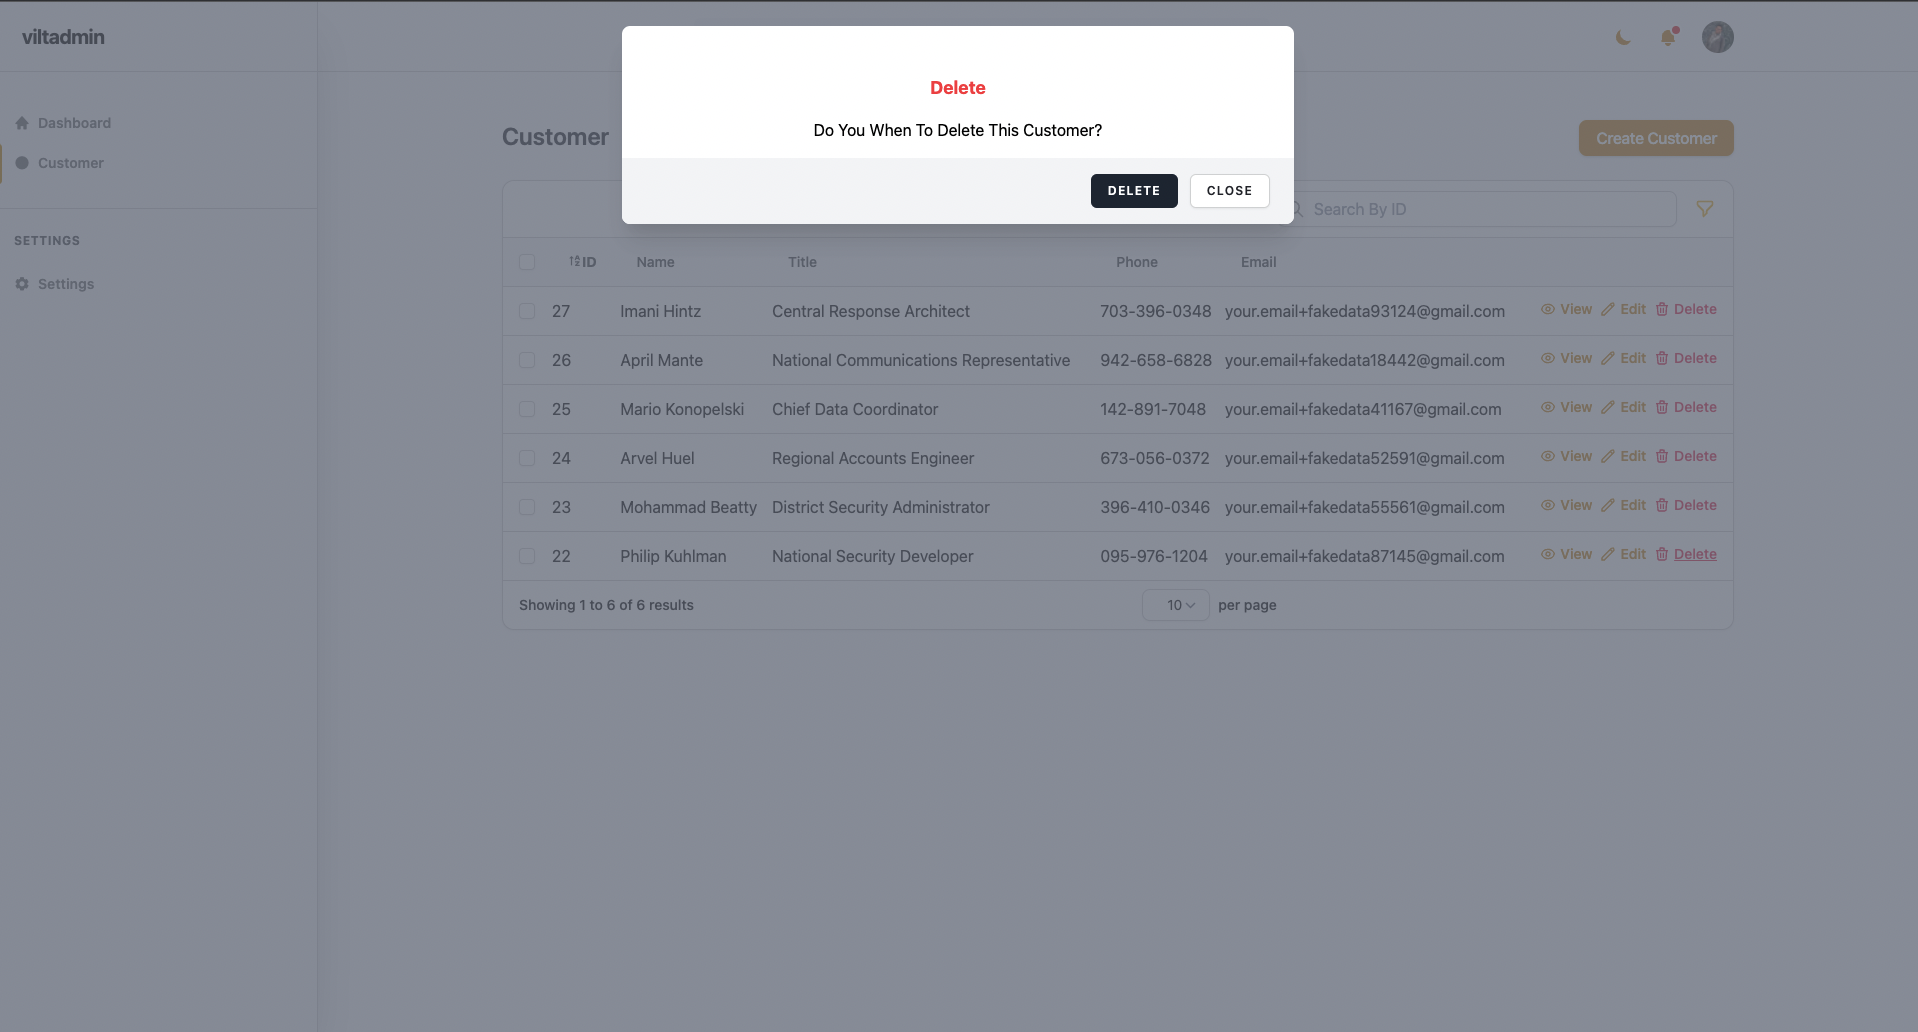 viltadmin
Dashboard
Customer
SETTINGS
Settings
Delete
Do You When To Delete This Customer?
DELETE CLOSE
Customer
Create Customer
Search By ID
ID Name Title Phone Email
27 Imani Hintz Central Response Architect 703-396-0348 your.email+fakedata93124@gmail.com View Edit Delete
26 April Mante National Communications Representative 942-658-6828 your.email+fakedata18442@gmail.com View Edit Delete
25 Mario Konopelski Chief Data Coordinator 142-891-7048 your.email+fakedata41167@gmail.com View Edit Delete
24 Arvel Huel Regional Accounts Engineer 673-056-0372 your.email+fakedata52591@gmail.com View Edit Delete
23 Mohammad Beatty District Security Administrator 396-410-0346 your.email+fakedata55561@gmail.com View Edit Delete
22 Philip Kuhlman National Security Developer 095-976-1204 your.email+fakedata87145@gmail.com View Edit Delete
Showing 1 to 6 of 6 results 10 per page